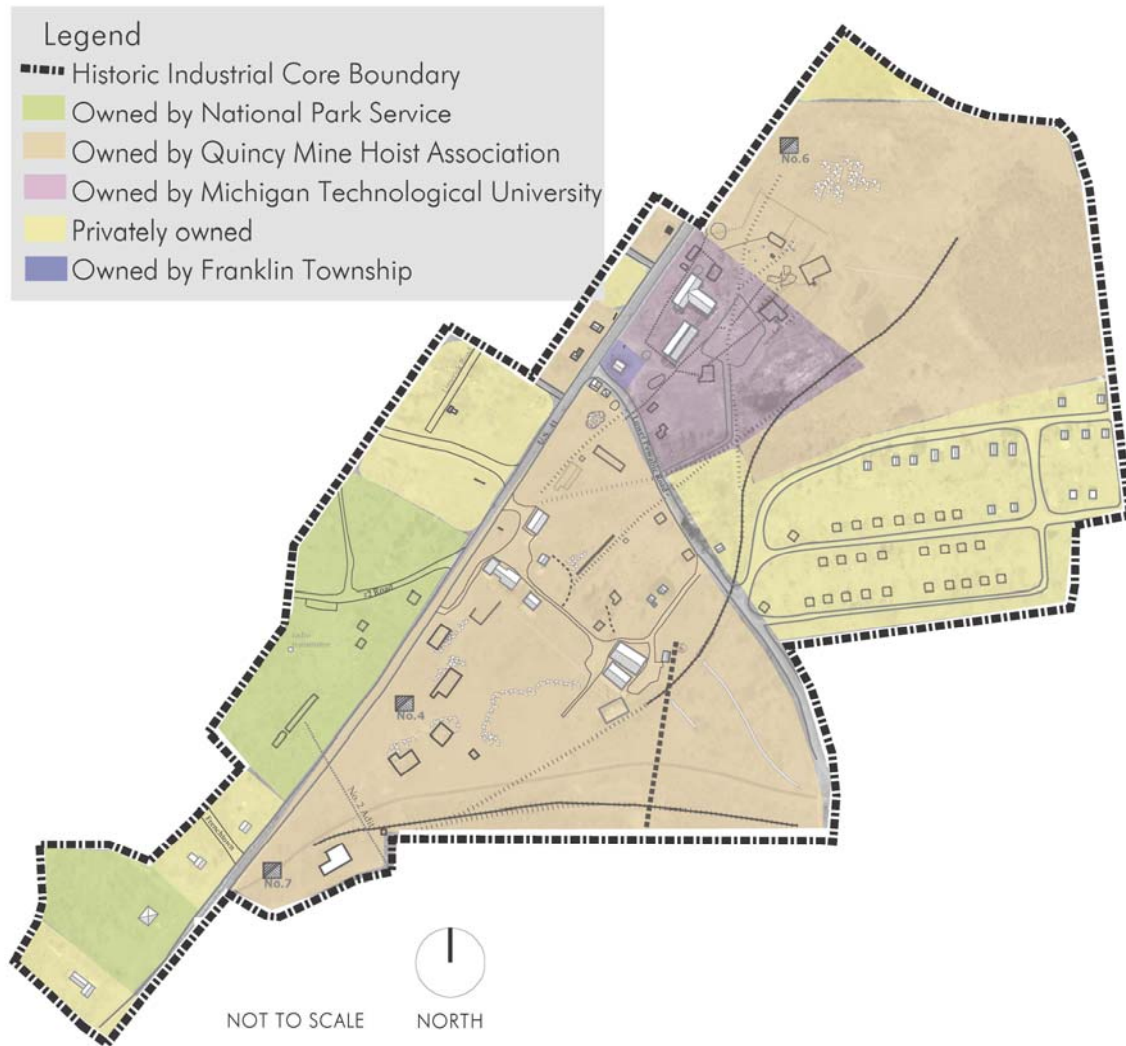 Legend
Historic Industrial Core Boundary
Owned by National Park Service
Owned by Quincy Mine Hoist Association
Owned by Michigan Technological University
Privately owned
Owned by Franklin Township
No.6
No.4
No. 2 Adit
Frenchtown
No.7
NOT TO SCALE
NORTH